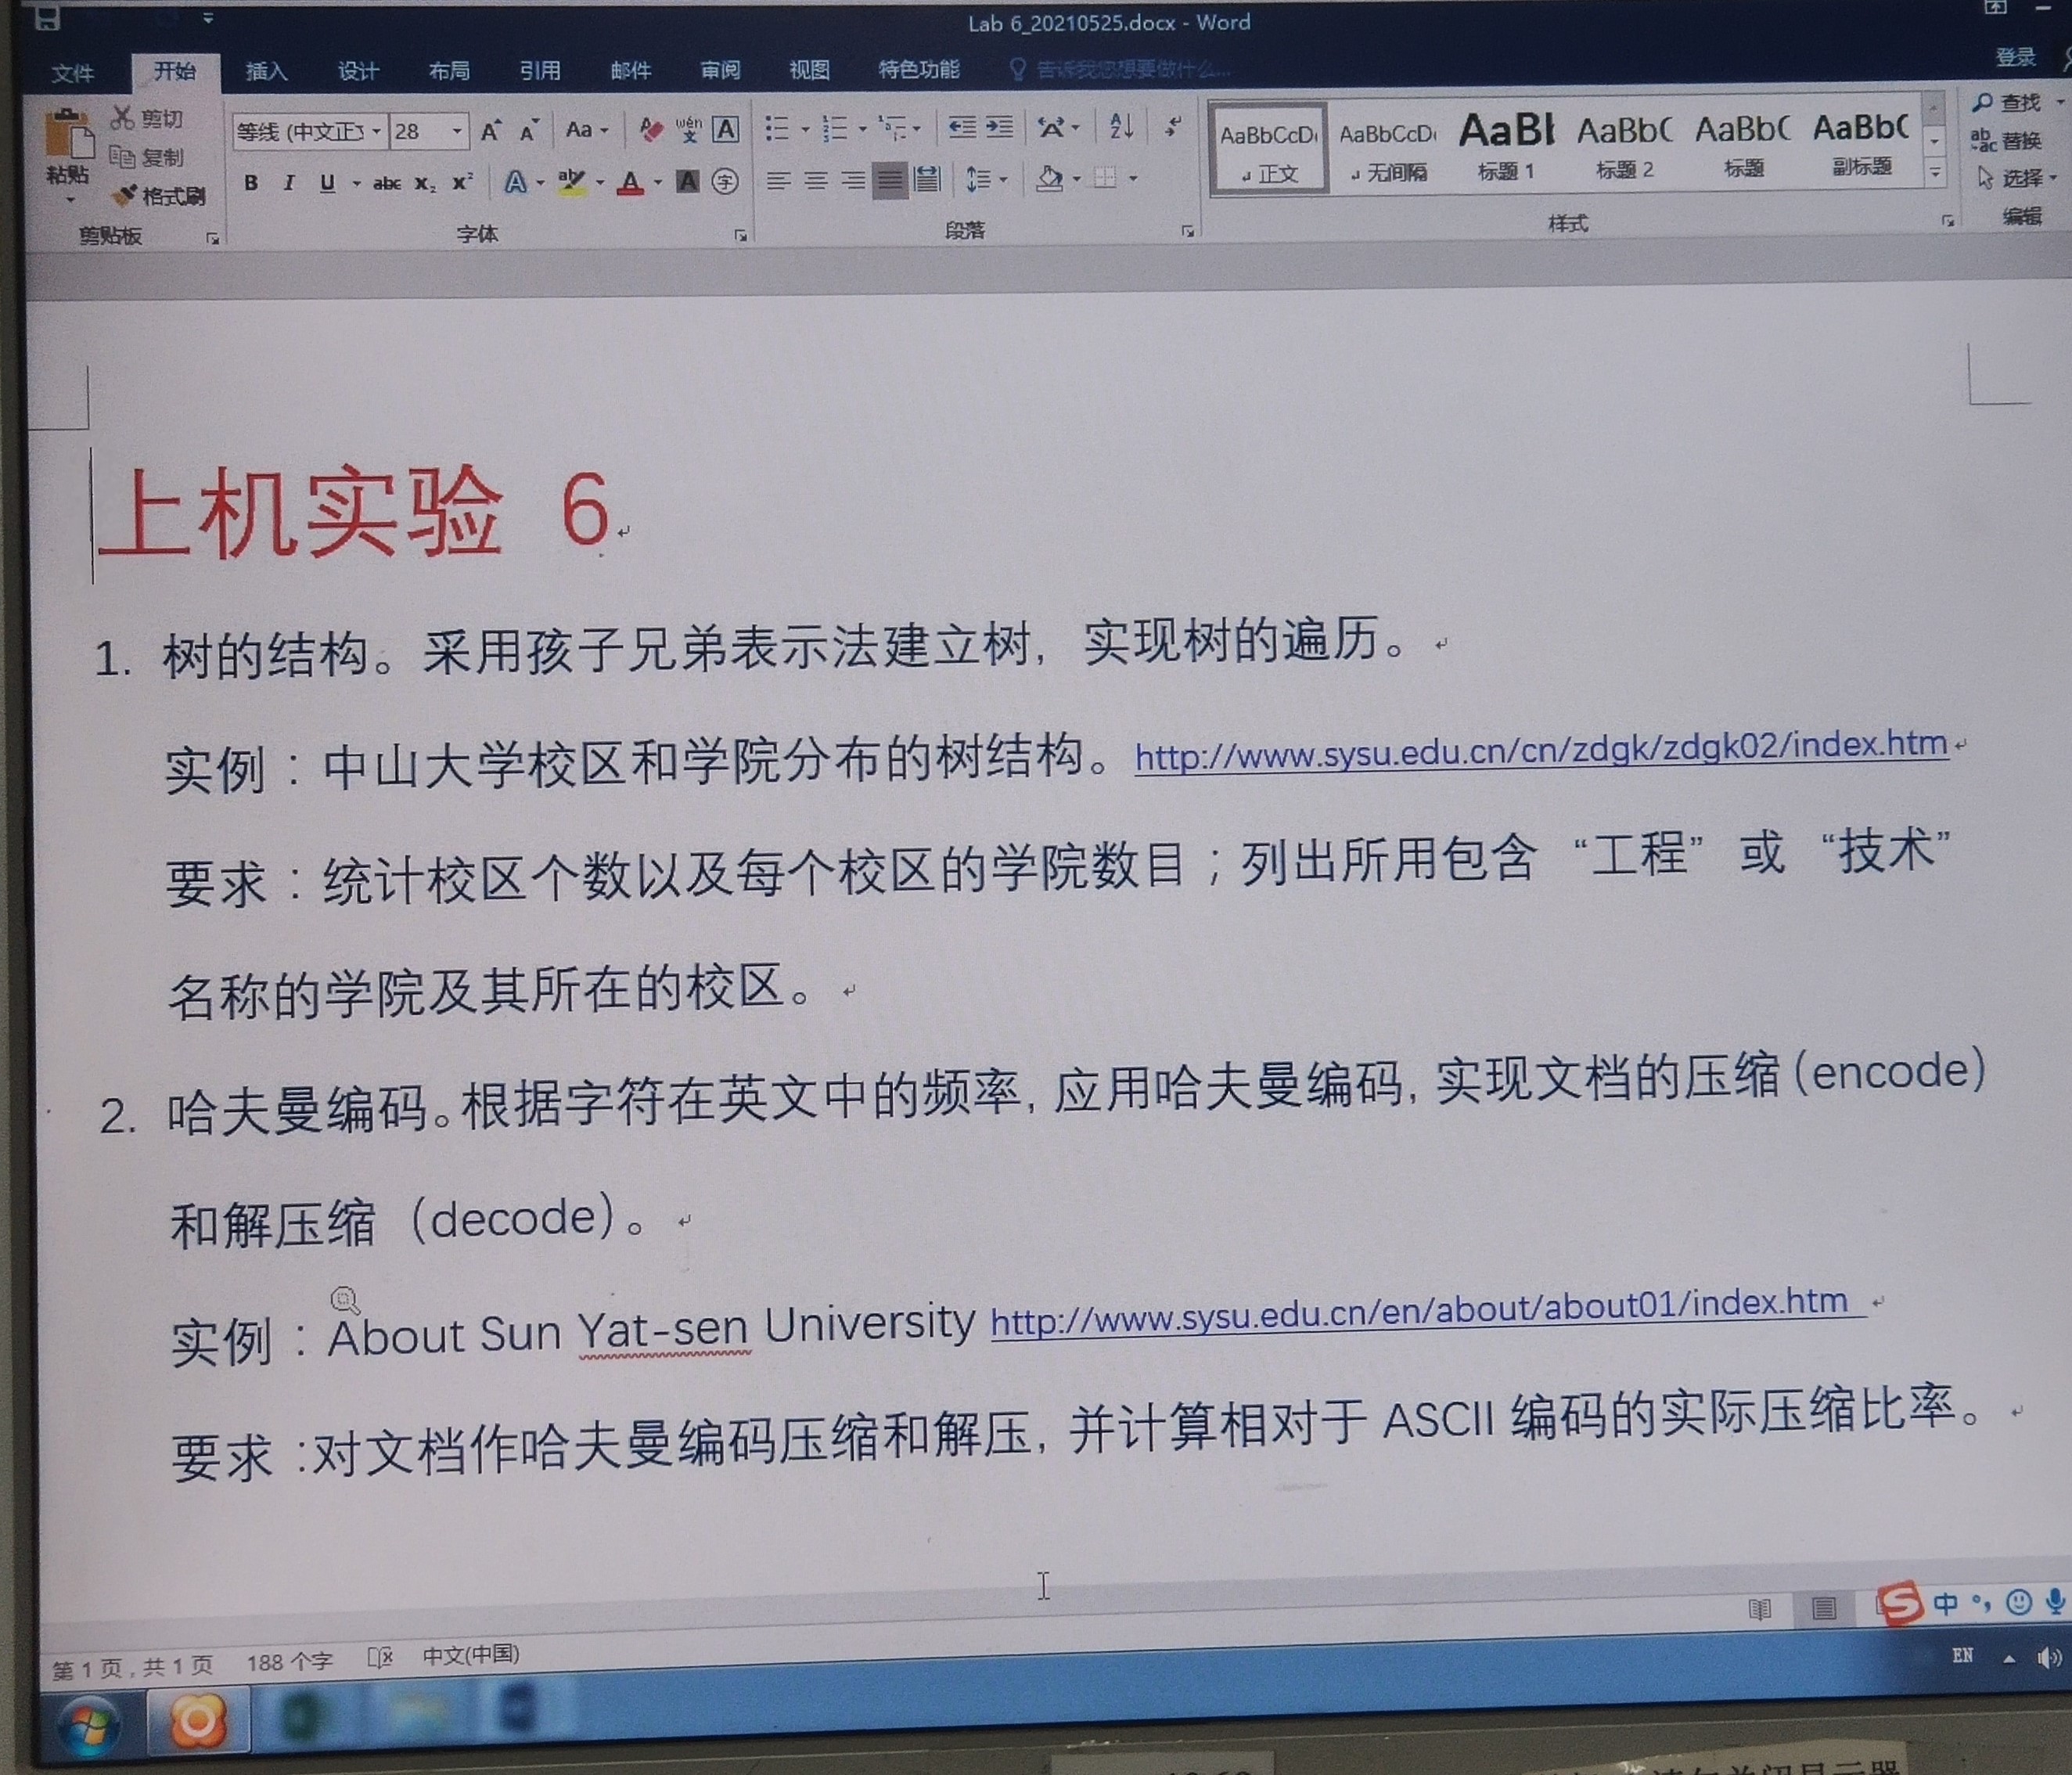 Lab 6_20210525.docx - Word
文件 开始 插入 设计 布局 引用 邮件 审阅 视图 特色功能 告诉我您想要做什么... 登录
剪切 等线 (中文正文 28 Aa wén 文 A AaBbCcDc AaBbCcDc AaBl AaBbC AaBbC AaBbC 查找
粘贴 复制 正文 无间隔 标题 1 标题 2 标题 副标题 替换
格式刷 B I U abc X₂ X² A ab A A 字 选择
剪贴板 字体 段落 样式 编辑
上机实验 6
1. 树的结构。采用孩子兄弟表示法建立树，实现树的遍历。
实例：中山大学校区和学院分布的树结构。http://www.sysu.edu.cn/cn/zdgk/zdgk02/index.htm
要求：统计校区个数以及每个校区的学院数目；列出所用包含 “工程” 或 “技术”
名称的学院及其所在的校区。
2. 哈夫曼编码。根据字符在英文中的频率，应用哈夫曼编码，实现文档的压缩（encode）
和解压缩（decode）。
实例：About Sun Yat-sen University http://www.sysu.edu.cn/en/about/about01/index.htm
要求:对文档作哈夫曼编码压缩和解压，并计算相对于 ASCII 编码的实际压缩比率。
中
第 1 页，共 1 页 188 个字 中文(中国)
EN